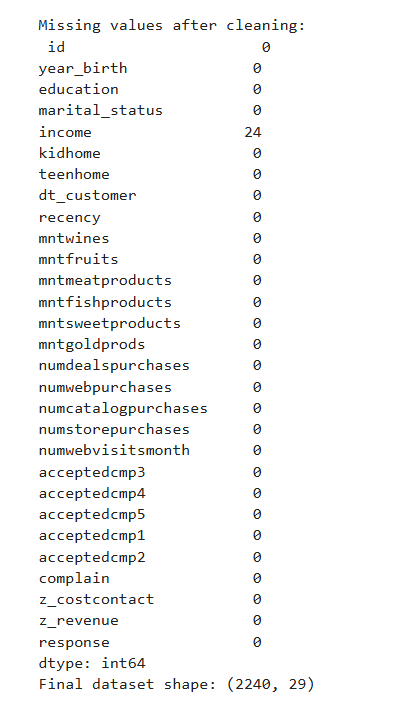 Missing values after cleaning:
id 0
year_birth 0
education 0
marital_status 0
income 24
kidhome 0
teenhome 0
dt_customer 0
recency 0
mntwines 0
mntfruits 0
mntmeatproducts 0
mntfishproducts 0
mntsweetproducts 0
mntgoldprods 0
numdealspurchases 0
numwebpurchases 0
numcatalogpurchases 0
numstorepurchases 0
numwebvisitsmonth 0
acceptedcmp3 0
acceptedcmp4 0
acceptedcmp5 0
acceptedcmp1 0
acceptedcmp2 0
complain 0
z_costcontact 0
z_revenue 0
response 0
dtype: int64
Final dataset shape: (2240, 29)